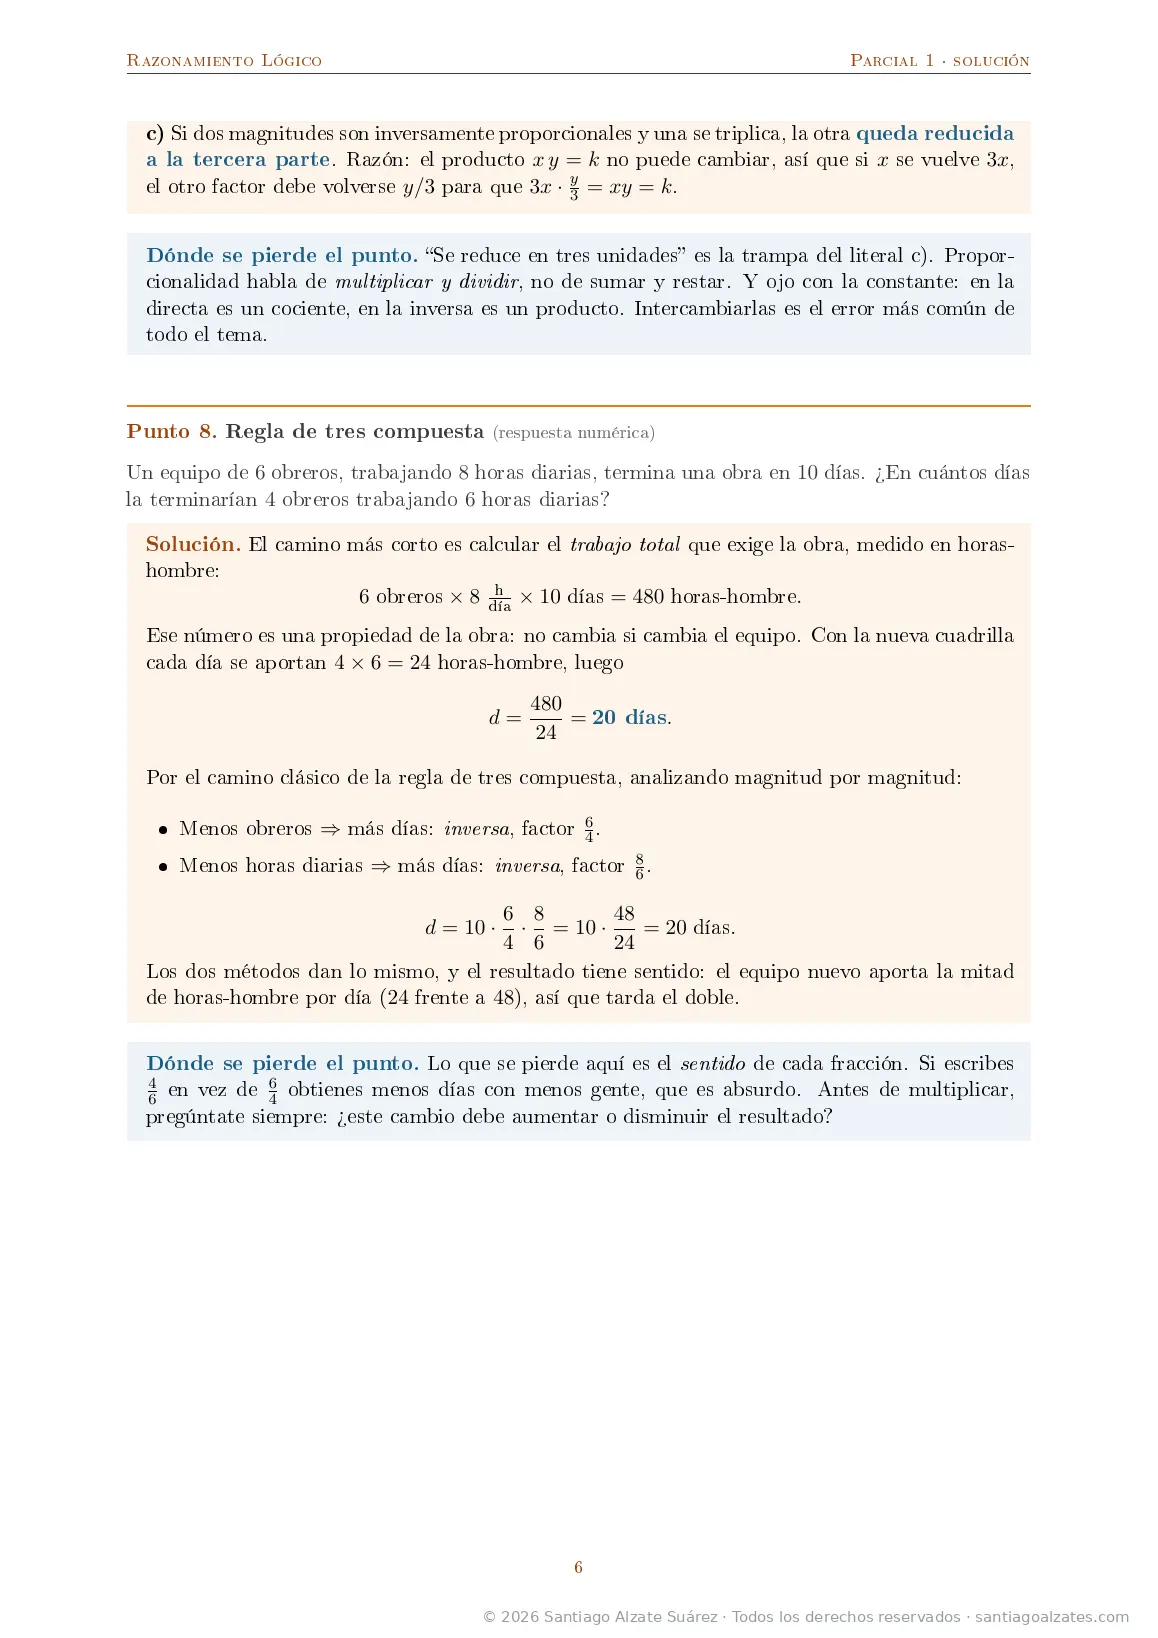 Razonamiento Lógico Parcial 1 · solución
c) Si dos magnitudes son inversamente proporcionales y una se triplica, la otra queda reducida
a la tercera parte. Razón: el producto x y = k no puede cambiar, así que si x se vuelve 3x,
el otro factor debe volverse y/3 para que 3x · y/3 = xy = k.
Dónde se pierde el punto. “Se reduce en tres unidades” es la trampa del literal c). Propor-
cionalidad habla de multiplicar y dividir, no de sumar y restar. Y ojo con la constante: en la
directa es un cociente, en la inversa es un producto. Intercambiarlas es el error más común de
todo el tema.
Punto 8. Regla de tres compuesta (respuesta numérica)
Un equipo de 6 obreros, trabajando 8 horas diarias, termina una obra en 10 días. ¿En cuántos días
la terminarían 4 obreros trabajando 6 horas diarias?
Solución. El camino más corto es calcular el trabajo total que exige la obra, medido en horas-
hombre:
6 obreros × 8 h/día × 10 días = 480 horas-hombre.
Ese número es una propiedad de la obra: no cambia si cambia el equipo. Con la nueva cuadrilla
cada día se aportan 4 × 6 = 24 horas-hombre, luego
d = 480/24 = 20 días.
Por el camino clásico de la regla de tres compuesta, analizando magnitud por magnitud:
• Menos obreros ⇒ más días: inversa, factor 6/4.
• Menos horas diarias ⇒ más días: inversa, factor 8/6.
d = 10 · 6/4 · 8/6 = 10 · 48/24 = 20 días.
Los dos métodos dan lo mismo, y el resultado tiene sentido: el equipo nuevo aporta la mitad
de horas-hombre por día (24 frente a 48), así que tarda el doble.
Dónde se pierde el punto. Lo que se pierde aquí es el sentido de cada fracción. Si escribes
4/6 en vez de 6/4 obtienes menos días con menos gente, que es absurdo. Antes de multiplicar,
pregúntate siempre: ¿este cambio debe aumentar o disminuir el resultado?
6
© 2026 Santiago Alzate Suárez · Todos los derechos reservados · santiagoalzates.com